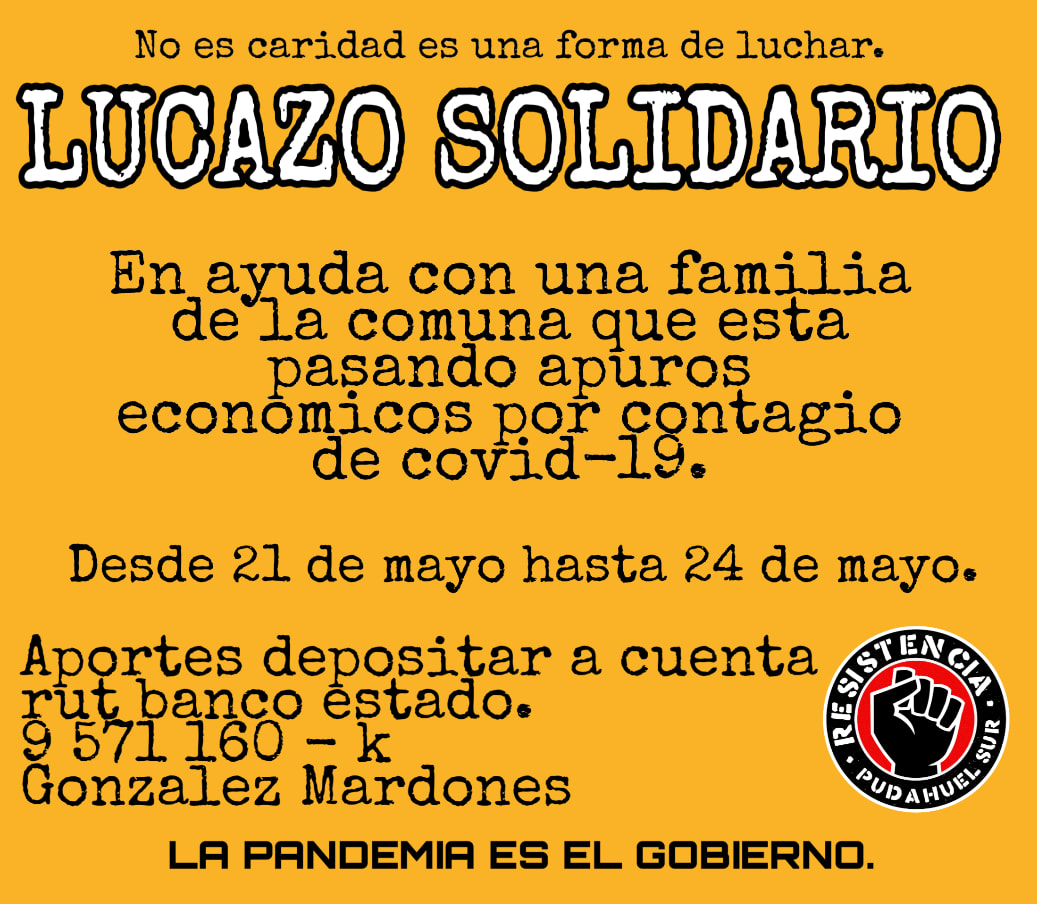 No es caridad es una forma de luchar.
LUCAZO SOLIDARIO
En ayuda con una familia
de la comuna que esta
pasando apuros
económicos por contagio
de covid-19.
Desde 21 de mayo hasta 24 de mayo.
Aportes depositar a cuenta
rut banco estado.
9 571 160 - k
Gonzalez Mardones
RESISTENCIA
PUDAHUEL SUR
LA PANDEMIA ES EL GOBIERNO.